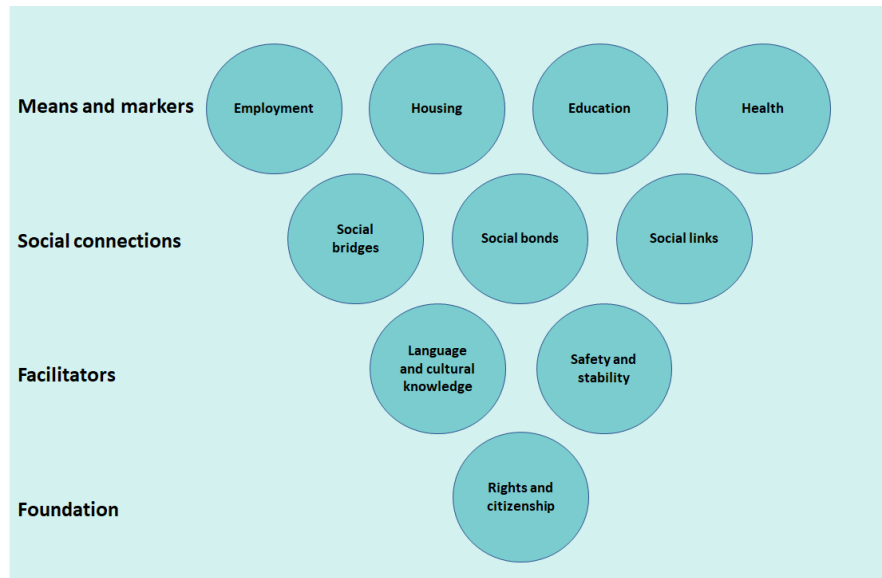 Means and markers
Employment
Housing
Education
Health
Social connections
Social
bridges
Social bonds
Social links
Facilitators
Language
and cultural
knowledge
Safety and
stability
Foundation
Rights and
citizenship